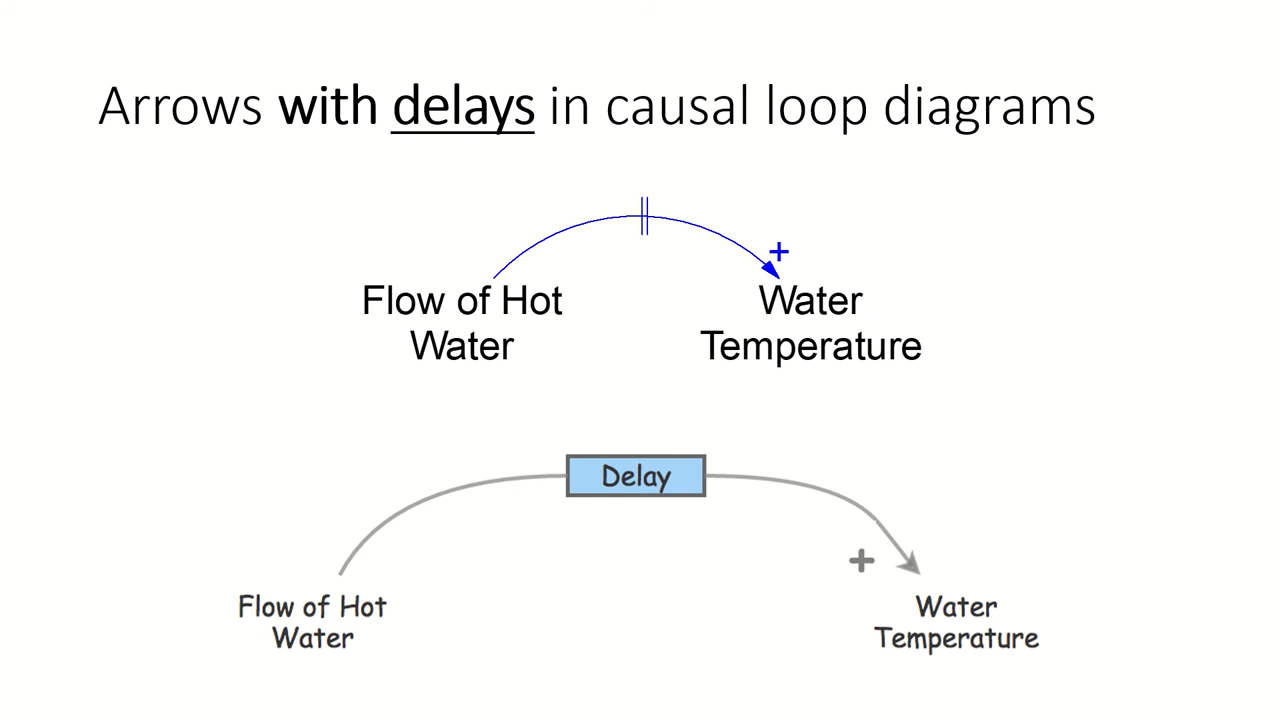 Arrows with delays in causal loop diagrams
+
Flow of Hot
Water
Water
Temperature
Delay
+
Flow of Hot
Water
Water
Temperature